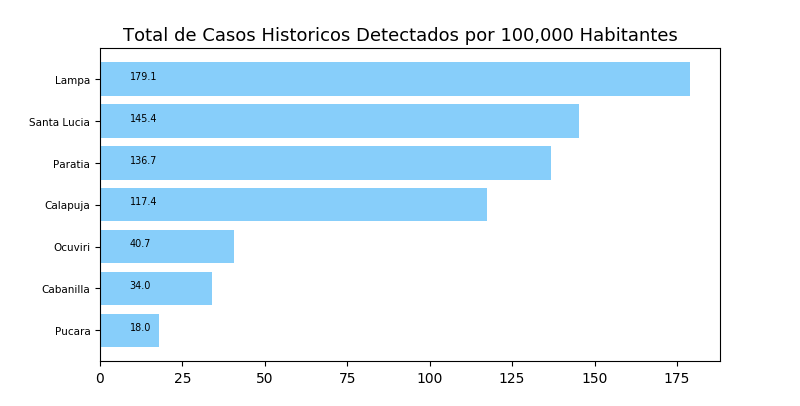 Total de Casos Historicos Detectados por 100,000 Habitantes
Lampa 179.1
Santa Lucia 145.4
Paratia 136.7
Calapuja 117.4
Ocuviri 40.7
Cabanilla 34.0
Pucara 18.0
0 25 50 75 100 125 150 175